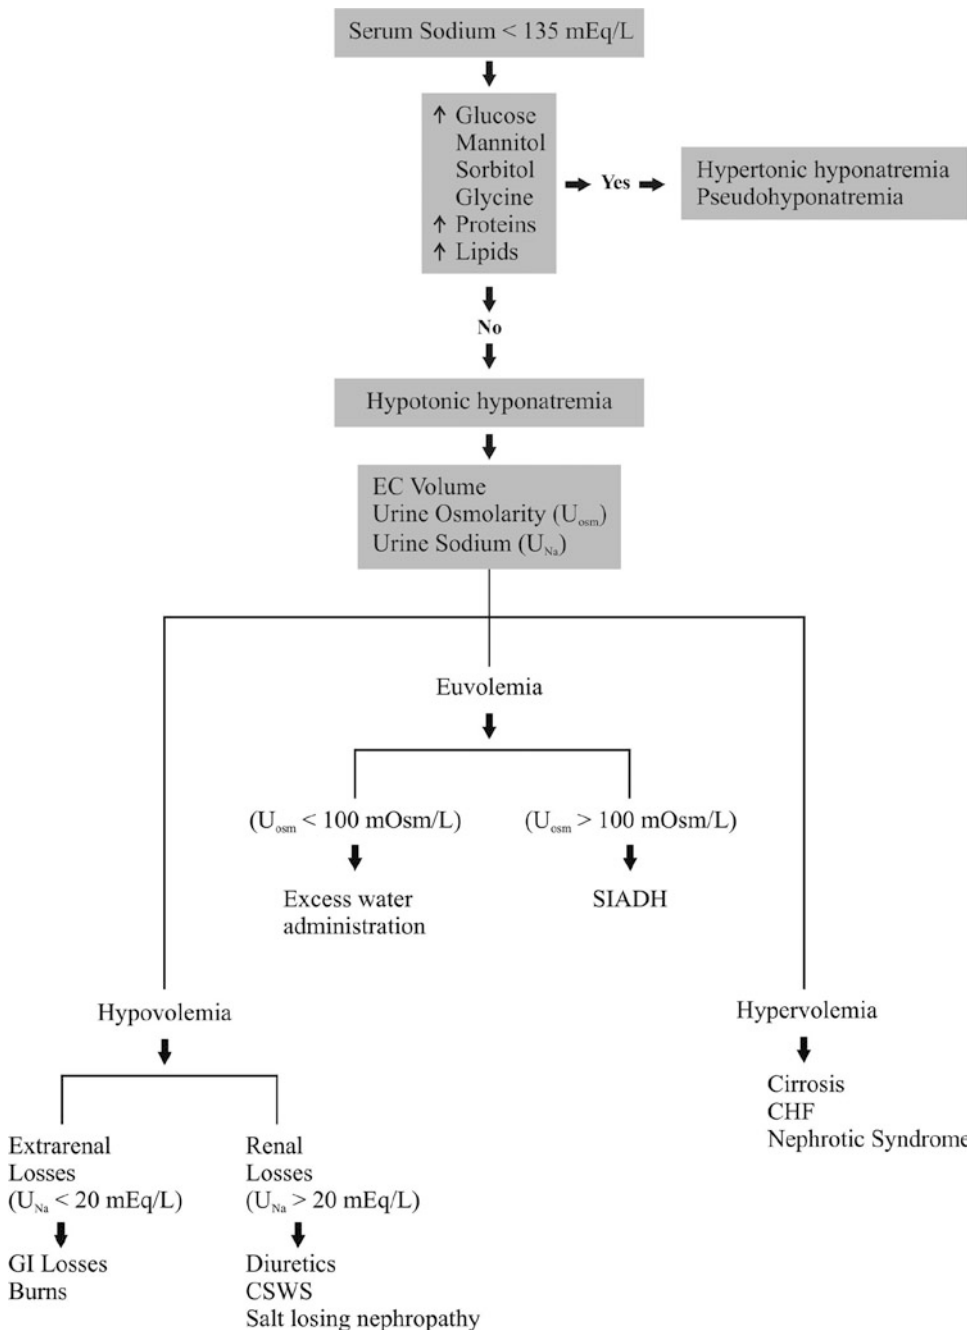 Serum Sodium < 135 mEq/L
↑ Glucose
Mannitol
Sorbitol
Glycine
↑ Proteins
↑ Lipids
Yes
Hypertonic hyponatremia
Pseudohyponatremia
No
Hypotonic hyponatremia
EC Volume
Urine Osmolarity (Uosm)
Urine Sodium (UNa)
Euvolemia
(Uosm < 100 mOsm/L)
(Uosm > 100 mOsm/L)
Excess water
administration
SIADH
Hypovolemia
Hypervolemia
Cirrosis
CHF
Nephrotic Syndrome
Extrarenal
Losses
(UNa < 20 mEq/L)
Renal
Losses
(UNa > 20 mEq/L)
GI Losses
Burns
Diuretics
CSWS
Salt losing nephropathy